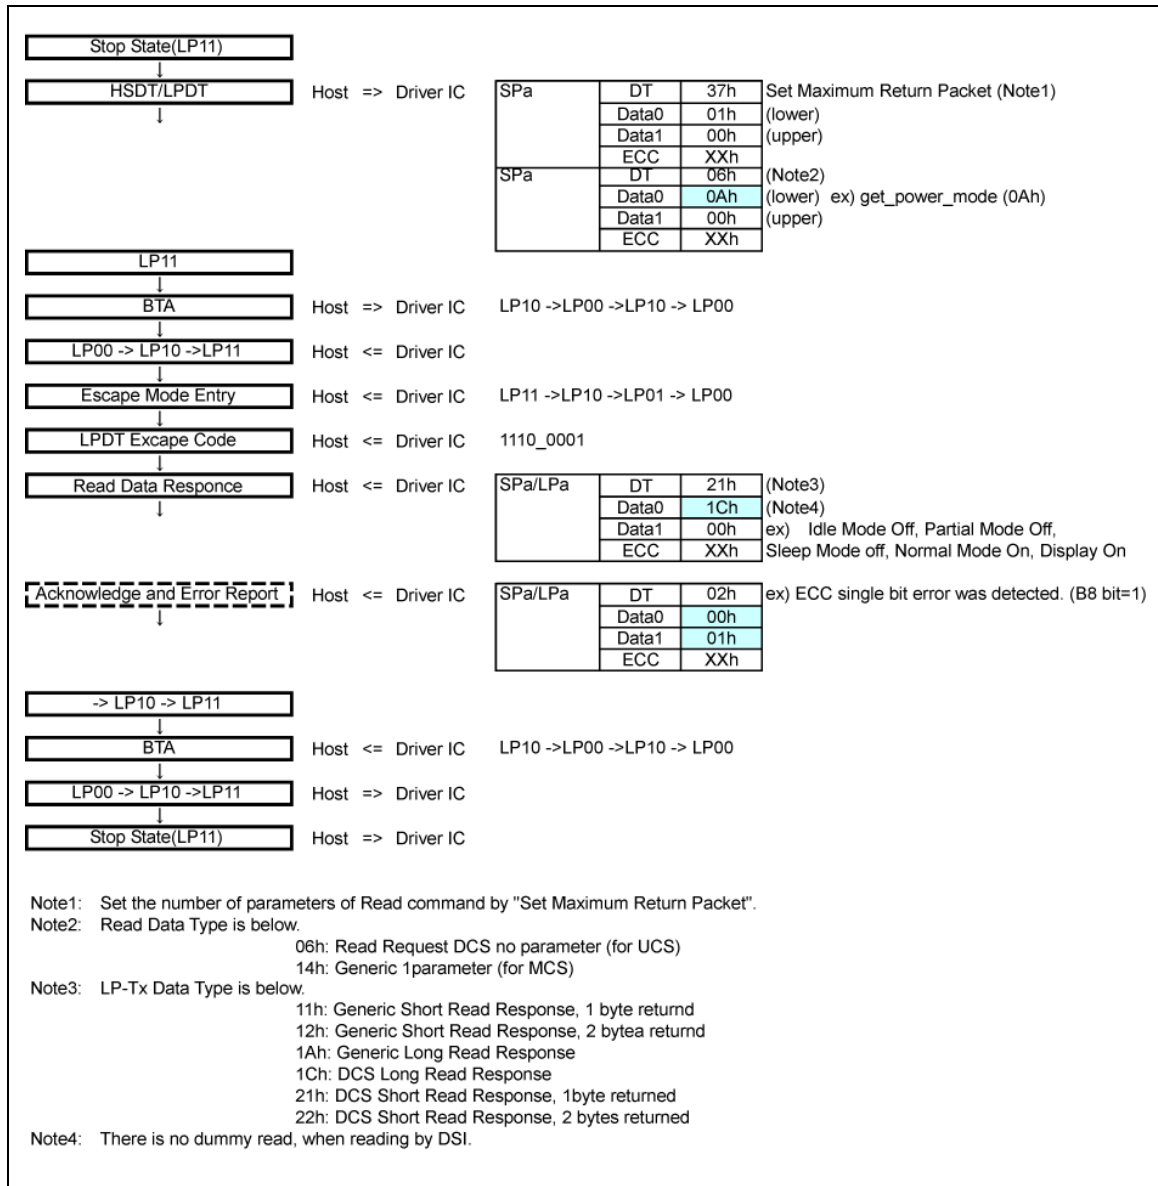 Stop State(LP11)
↓
HSDT/LPDT Host => Driver IC SPa DT 37h Set Maximum Return Packet (Note1)
↓ Data0 01h (lower)
Data1 00h (upper)
ECC XXh
SPa DT 06h (Note2)
Data0 0Ah (lower) ex) get_power_mode (0Ah)
Data1 00h (upper)
ECC XXh
LP11
↓
BTA Host => Driver IC LP10 ->LP00 ->LP10 -> LP00
↓
LP00 -> LP10 ->LP11 Host <= Driver IC
↓
Escape Mode Entry Host <= Driver IC LP11 ->LP10 ->LP01 -> LP00
↓
LPDT Excape Code Host <= Driver IC 1110_0001
↓
Read Data Responce Host <= Driver IC SPa/LPa DT 21h (Note3)
↓ Data0 1Ch (Note4)
Data1 00h ex) Idle Mode Off, Partial Mode Off,
ECC XXh Sleep Mode off, Normal Mode On, Display On
Acknowledge and Error Report Host <= Driver IC SPa/LPa DT 02h ex) ECC single bit error was detected. (B8 bit=1)
↓ Data0 00h
Data1 01h
ECC XXh
-> LP10 -> LP11
↓
BTA Host <= Driver IC LP10 ->LP00 ->LP10 -> LP00
↓
LP00 -> LP10 ->LP11 Host => Driver IC
↓
Stop State(LP11) Host => Driver IC
Note1: Set the number of parameters of Read command by "Set Maximum Return Packet".
Note2: Read Data Type is below.
06h: Read Request DCS no parameter (for UCS)
14h: Generic 1parameter (for MCS)
Note3: LP-Tx Data Type is below.
11h: Generic Short Read Response, 1 byte returnd
12h: Generic Short Read Response, 2 bytea returnd
1Ah: Generic Long Read Response
1Ch: DCS Long Read Response
21h: DCS Short Read Response, 1byte returned
22h: DCS Short Read Response, 2 bytes returned
Note4: There is no dummy read, when reading by DSI.